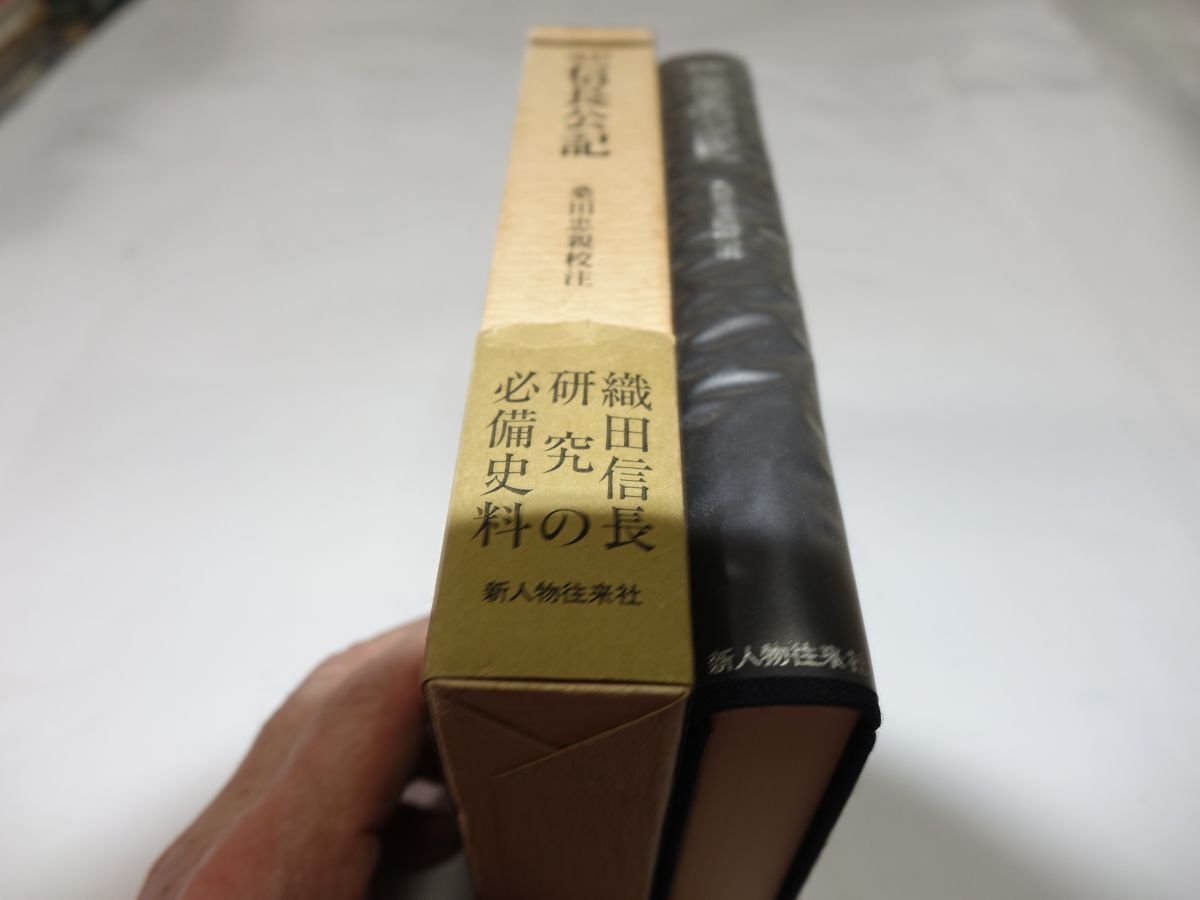 信長公記
桑田忠親校注
織田信長
研究の
必備史料
新人物往来社
新人物往来社